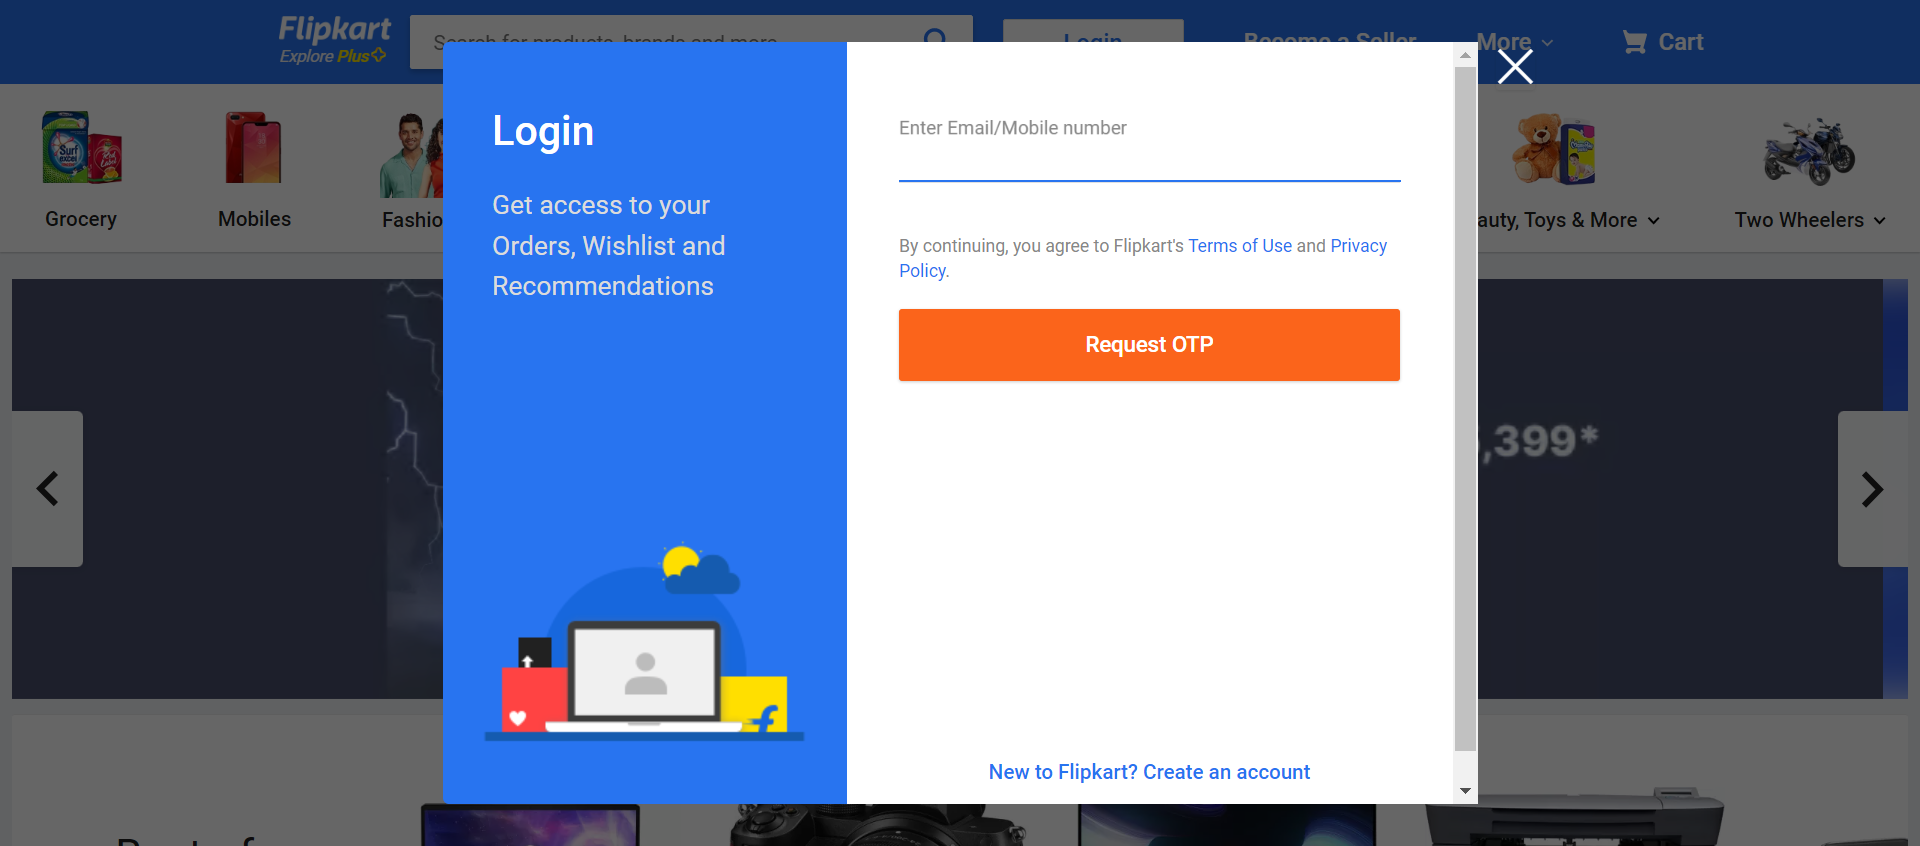 Flipkart
Explore Plus
Search for products, brands and more
Login
Become a Seller
More
Cart
Grocery
Mobiles
Fashio
auty, Toys & More
Two Wheelers
Surf
excel
Login
Get access to your
Orders, Wishlist and
Recommendations
Enter Email/Mobile number
By continuing, you agree to Flipkart's Terms of Use and Privacy
Policy.
Request OTP
New to Flipkart? Create an account
,399*